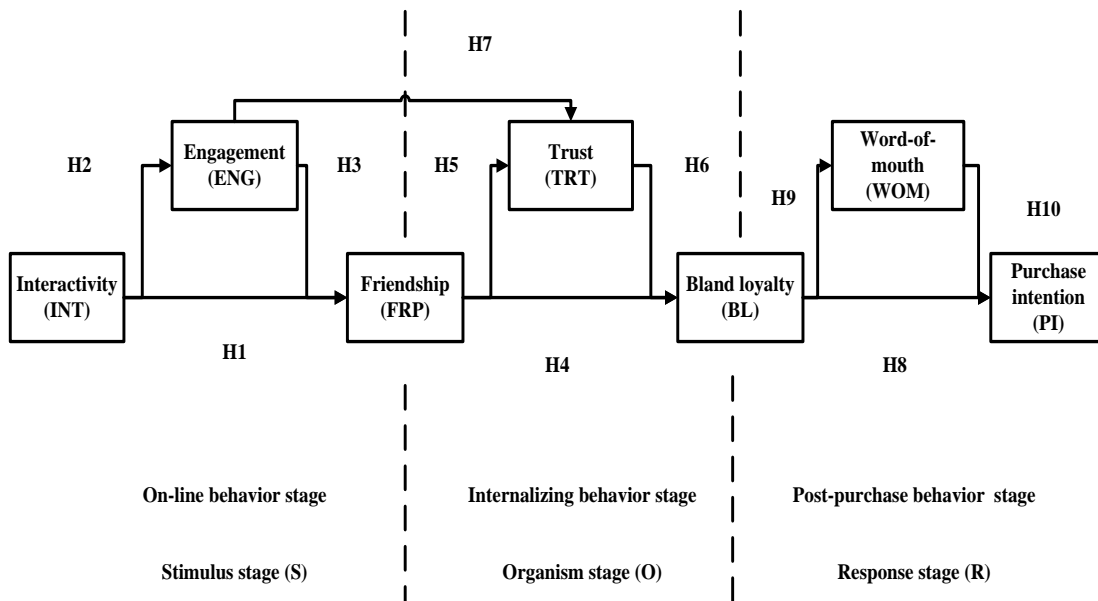 H7
Engagement
(ENG)
Trust
(TRT)
Word-of-
mouth
(WOM)
H2
H3
H5
H6
H9
H10
Interactivity
(INT)
Friendship
(FRP)
Bland loyalty
(BL)
Purchase
intention
(PI)
H1
H4
H8
On-line behavior stage
Internalizing behavior stage
Post-purchase behavior stage
Stimulus stage (S)
Organism stage (O)
Response stage (R)